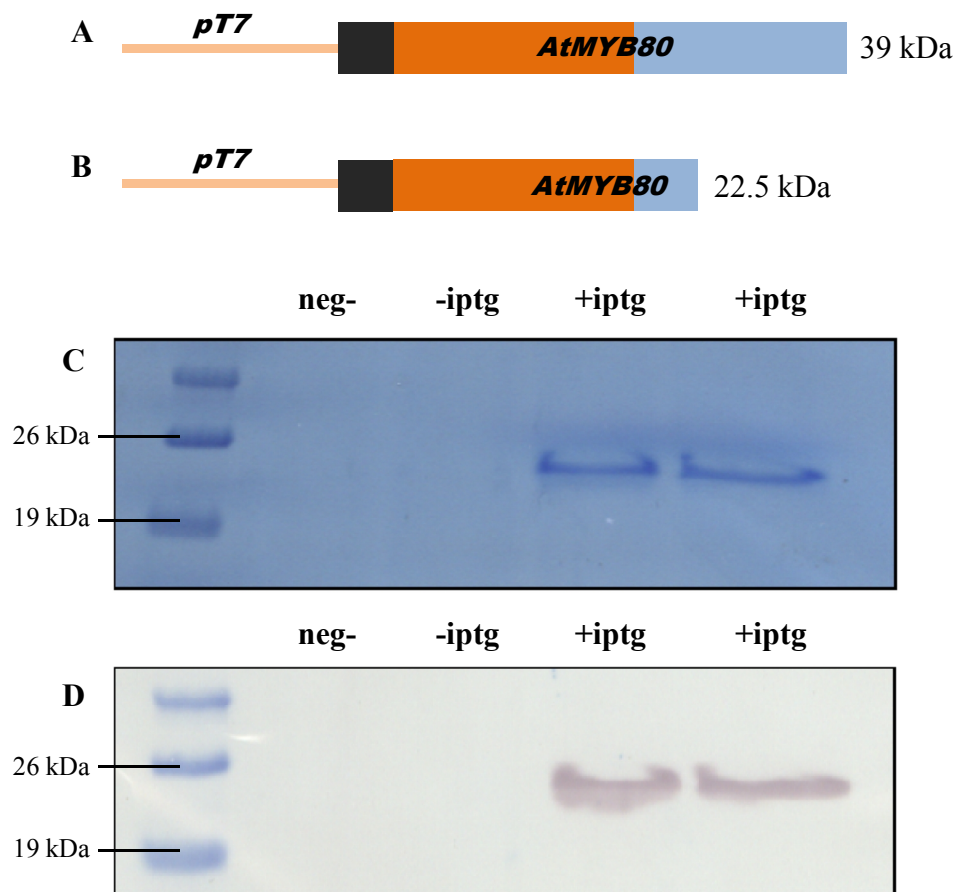 A
pT7
AtMYB80
39 kDa
B
pT7
AtMYB80
22.5 kDa
neg- -iptg +iptg +iptg
C
26 kDa
19 kDa
neg- -iptg +iptg +iptg
D
26 kDa
19 kDa